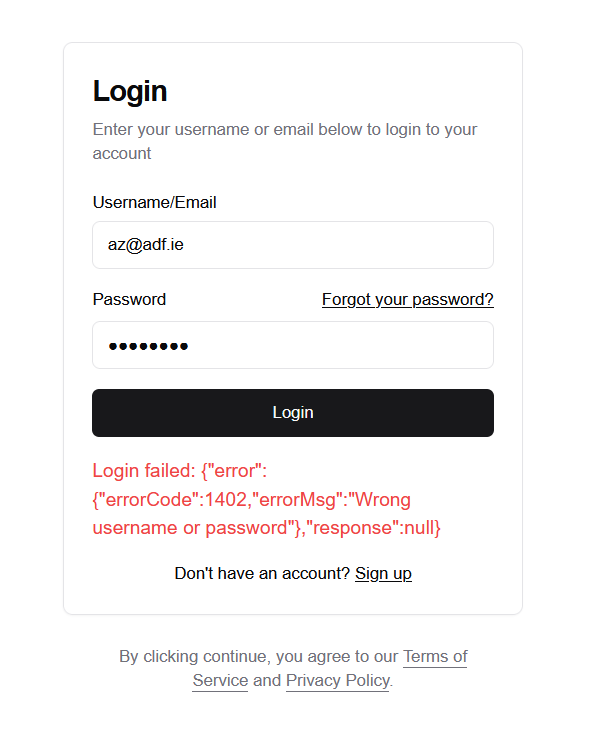 Login
Enter your username or email below to login to your
account
Username/Email
az@adf.ie
Password Forgot your password?
●●●●●●●●
Login
Login failed: {"error":
{"errorCode":1402,"errorMsg":"Wrong
username or password"},"response":null}
Don't have an account? Sign up
By clicking continue, you agree to our Terms of
Service and Privacy Policy.